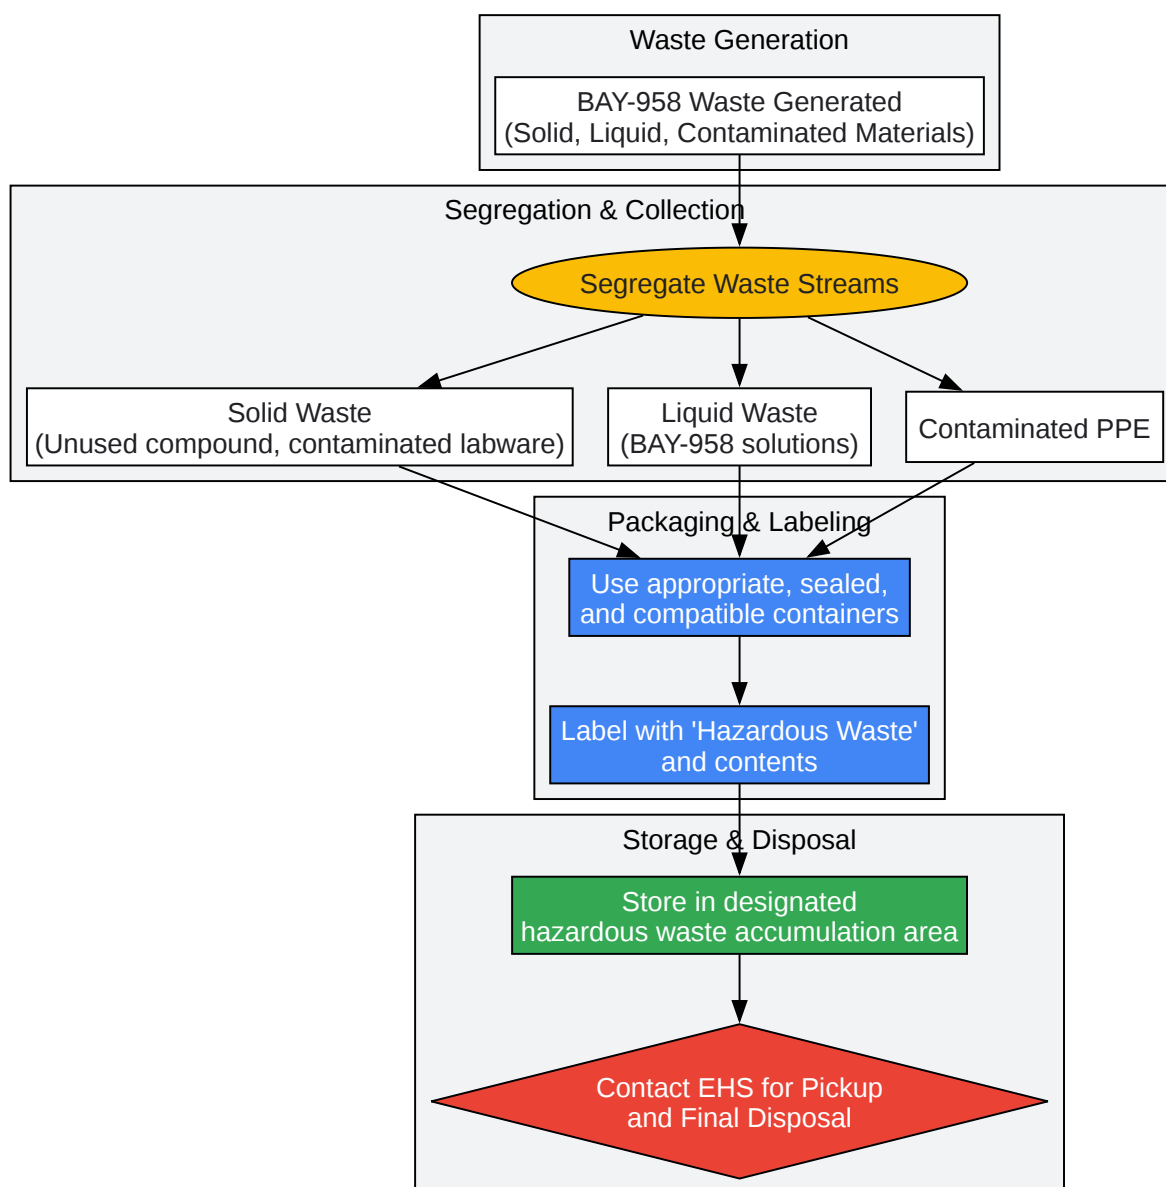 Waste Generation
BAY-958 Waste Generated
(Solid, Liquid, Contaminated Materials)
Segregation & Collection
Segregate Waste Streams
Solid Waste
(Unused compound, contaminated labware)
Liquid Waste
(BAY-958 solutions)
Contaminated PPE
Packaging & Labeling
Use appropriate, sealed,
and compatible containers
Label with 'Hazardous Waste'
and contents
Storage & Disposal
Store in designated
hazardous waste accumulation area
Contact EHS for Pickup
and Final Disposal